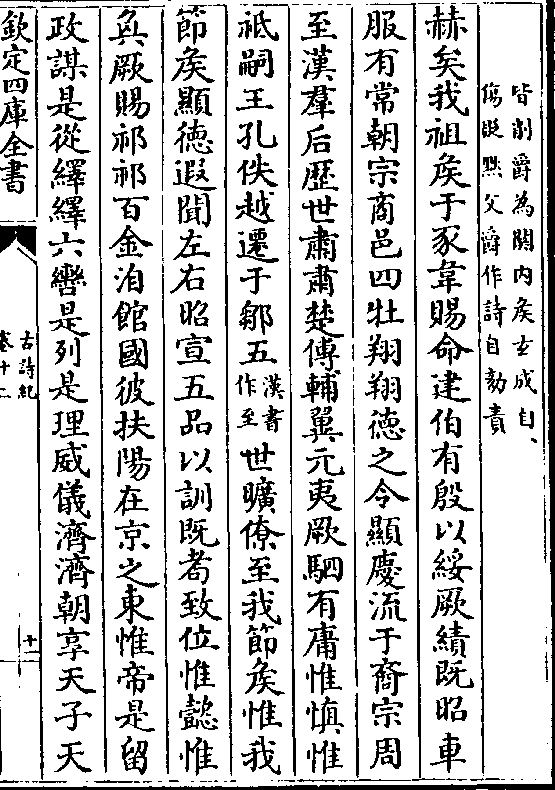 皆削爵為關内矦𤣥成自
傷貶黜父爵作詩自劾責
赫矣我祖矦于豕韋賜命建伯有殷以綏厥績既昭車
服有常朝宗商邑四牡翔翔德之令顯慶流于裔宗周
至漢羣后歷世肅肅楚傅輔翼元夷厥駟有庸惟慎惟
祗嗣王孔佚越遷于鄒五漢書作至世曠僚至我節矦惟我
節矦顯德遐聞左右昭宣五品以訓既耉致位惟懿惟
奐厥賜祁祁百金洎館國彼扶陽在京之東惟帝是留
政謀是從繹繹六轡是列是理威儀濟濟朝享天子天
欽定四庫全書
古詩紀
卷十二
十一